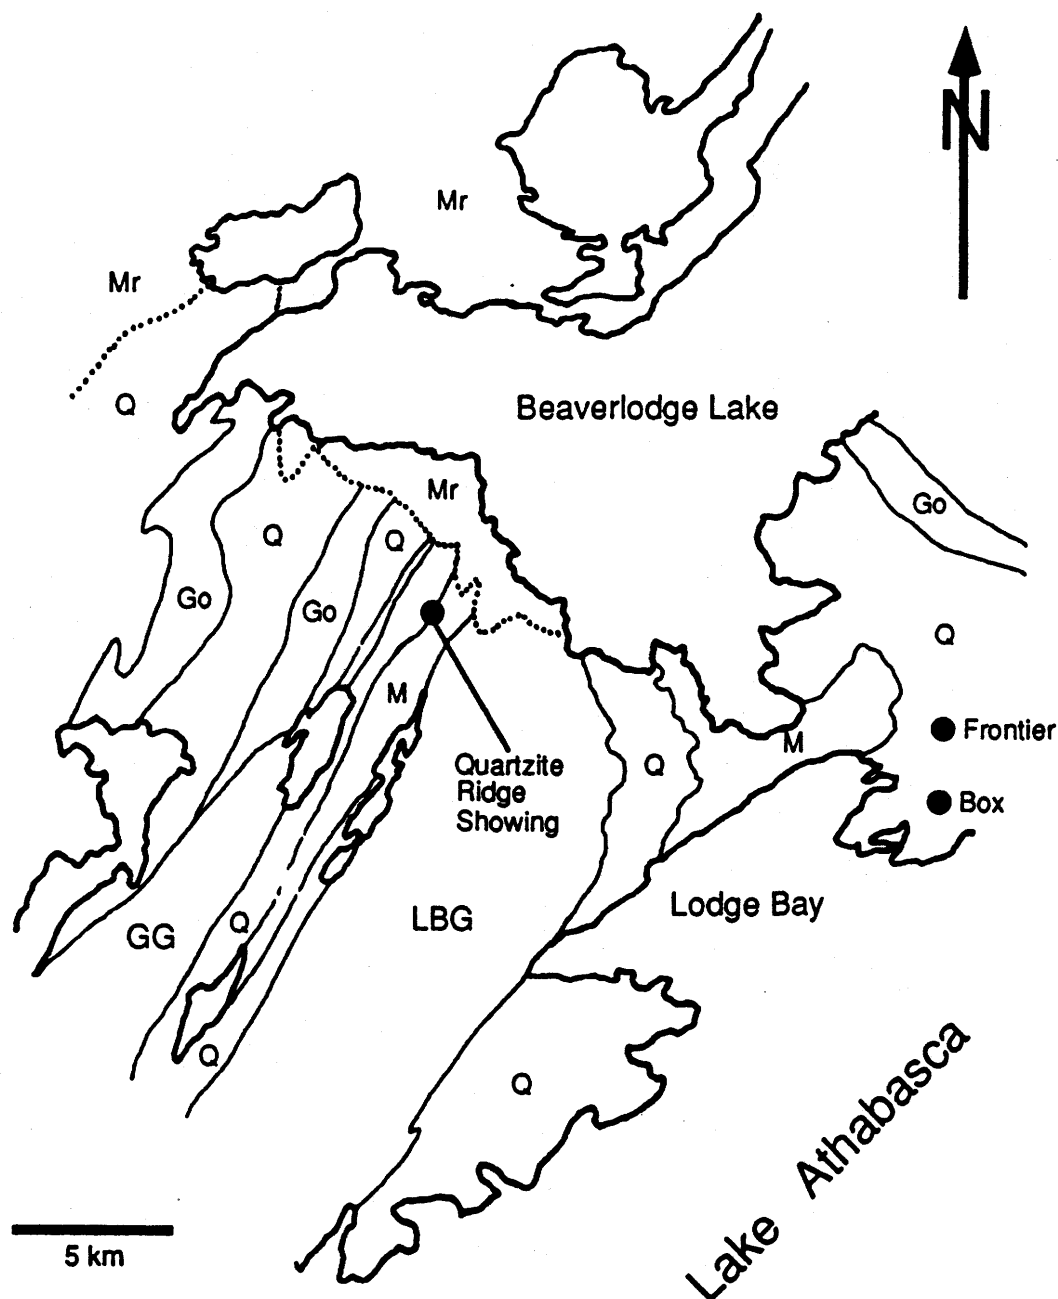 N
Mr
Mr
Q
Beaverlodge Lake
Mr
Go
Q
Q
Go
Go
Q
M
Quartzite
Ridge
Showing
Q
M
Frontier
Box
Q
GG
LBG
Lodge Bay
Q
Q
Lake Athabasca
5 km